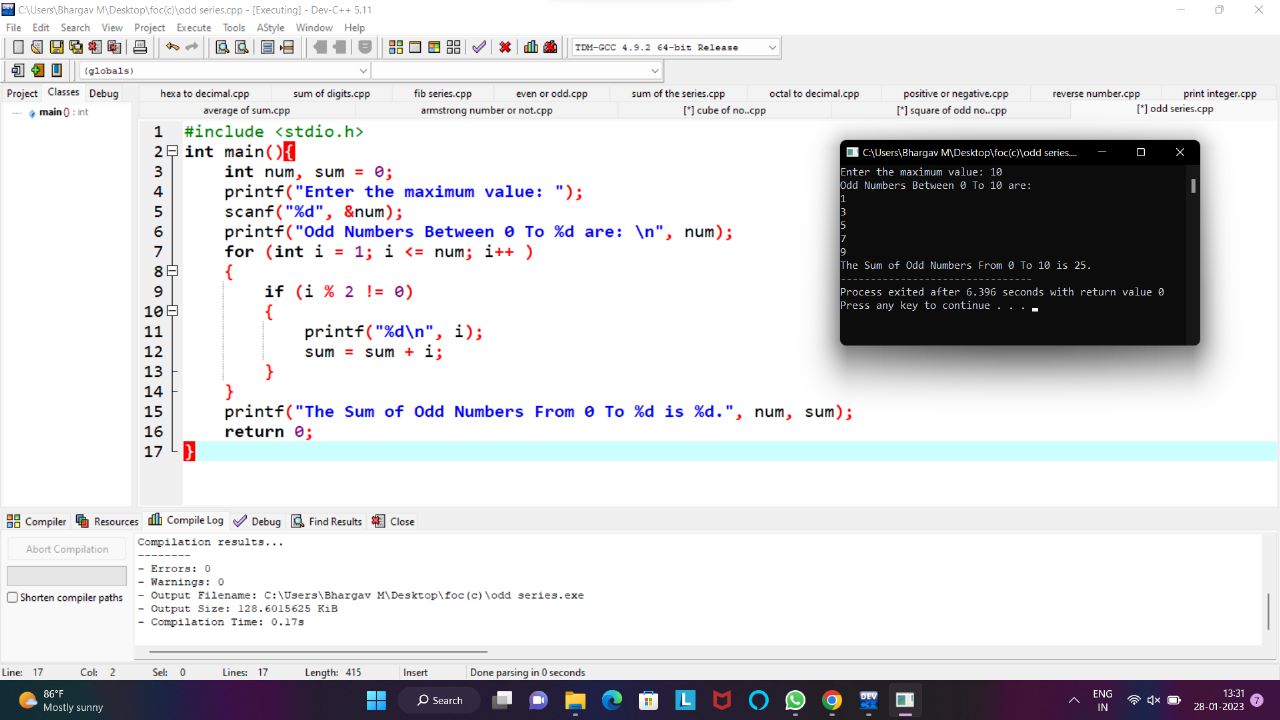 C:\Users\Bhargav M\Desktop\foc(c)\odd series.cpp - [Executing] - Dev-C++ 5.11
File Edit Search View Project Execute Tools AStyle Window Help
TDM-GCC 4.9.2 64-bit Release
(globals)
Project Classes Debug
main () : int
hexa to decimal.cpp sum of digits.cpp fib series.cpp even or odd.cpp sum of the series.cpp octal to decimal.cpp positive or negative.cpp reverse number.cpp print integer.cpp
average of sum.cpp armstrong number or not.cpp [*] cube of no..cpp [*] square of odd no..cpp [*] odd series.cpp
1 #include <stdio.h>
2 int main(){
3 int num, sum = 0;
4 printf("Enter the maximum value: ");
5 scanf("%d", &num);
6 printf("Odd Numbers Between 0 To %d are: \n", num);
7 for (int i = 1; i <= num; i++ )
8 {
9 if (i % 2 != 0)
10 {
11 printf("%d\n", i);
12 sum = sum + i;
13 }
14 }
15 printf("The Sum of Odd Numbers From 0 To %d is %d.", num, sum);
16 return 0;
17 }
C:\Users\Bhargav M\Desktop\foc(c)\odd series...
Enter the maximum value: 10
Odd Numbers Between 0 To 10 are:
1
3
5
7
9
The Sum of Odd Numbers From 0 To 10 is 25.
--------------------------------
Process exited after 6.396 seconds with return value 0
Press any key to continue . . .
Compiler Resources Compile Log Debug Find Results Close
Abort Compilation
Shorten compiler paths
Compilation results...
--------
- Errors: 0
- Warnings: 0
- Output Filename: C:\Users\Bhargav M\Desktop\foc(c)\odd series.exe
- Output Size: 128.6015625 KiB
- Compilation Time: 0.17s
Line: 17 Col: 2 Sel: 0 Lines: 17 Length: 415 Insert Done parsing in 0 seconds
86°F
Mostly sunny
Search
ENG
IN
13:31
28-01-2023
7